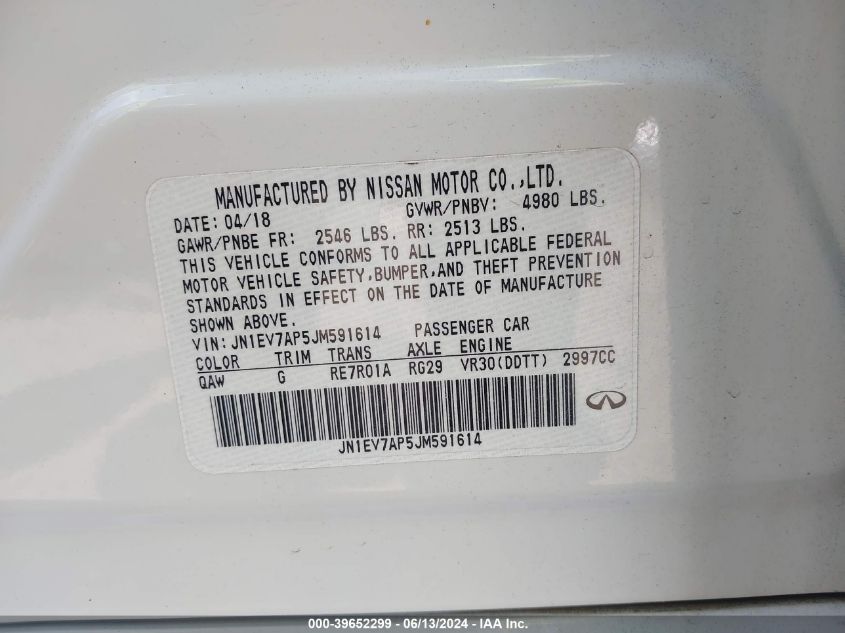 MANUFACTURED BY NISSAN MOTOR CO.,LTD.
DATE: 04/18 GVWR/PNBV: 4980 LBS.
GAWR/PNBE FR: 2546 LBS. RR: 2513 LBS.
THIS VEHICLE CONFORMS TO ALL APPLICABLE FEDERAL
MOTOR VEHICLE SAFETY,BUMPER,AND THEFT PREVENTION
STANDARDS IN EFFECT ON THE DATE OF MANUFACTURE
SHOWN ABOVE.
VIN: JN1EV7AP5JM591614 PASSENGER CAR
COLOR TRIM TRANS AXLE ENGINE
QAW G RE7R01A RG29 VR30(DDTT) 2997CC
JN1EV7AP5JM591614
000-39652299 - 06/13/2024 - IAA Inc.